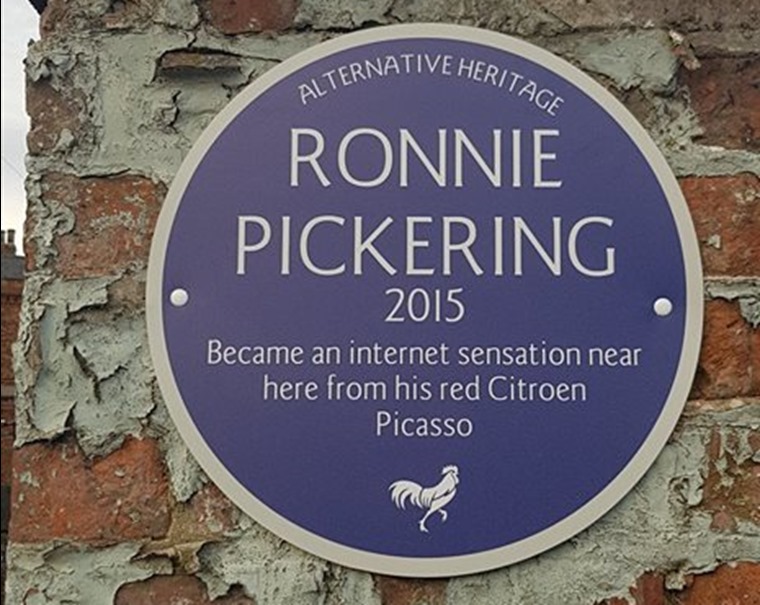 ALTERNATIVE HERITAGE
RONNIE
PICKERING
2015
Became an internet sensation near
here from his red Citroen
Picasso